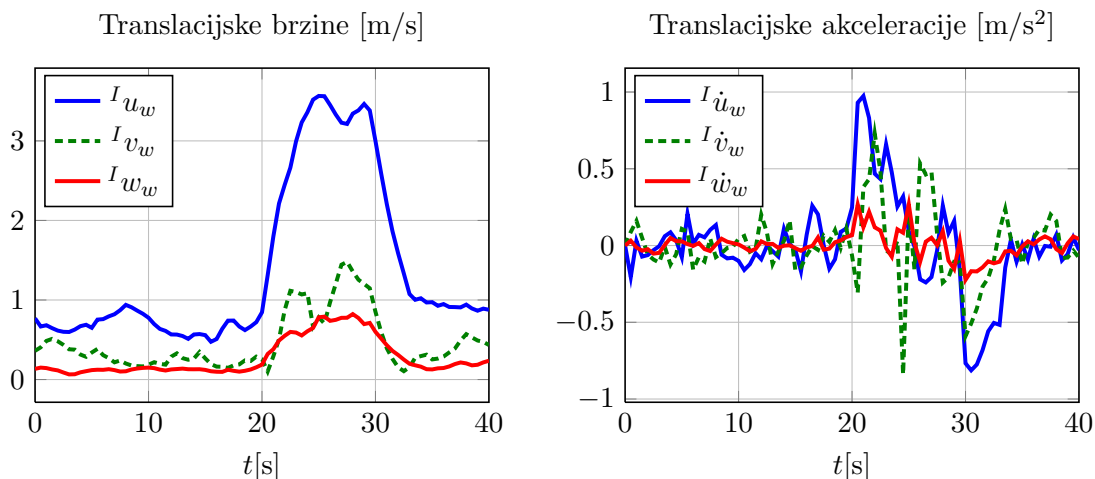 Translacijske brzine [m/s]
ᴵu_w
ᴵv_w
ᴵw_w
3
2
1
0
0 10 20 30 40
t[s]
Translacijske akceleracije [m/s²]
ᴵu̇_w
ᴵv̇_w
ᴵẇ_w
1
0.5
0
−0.5
−1
0 10 20 30 40
t[s]